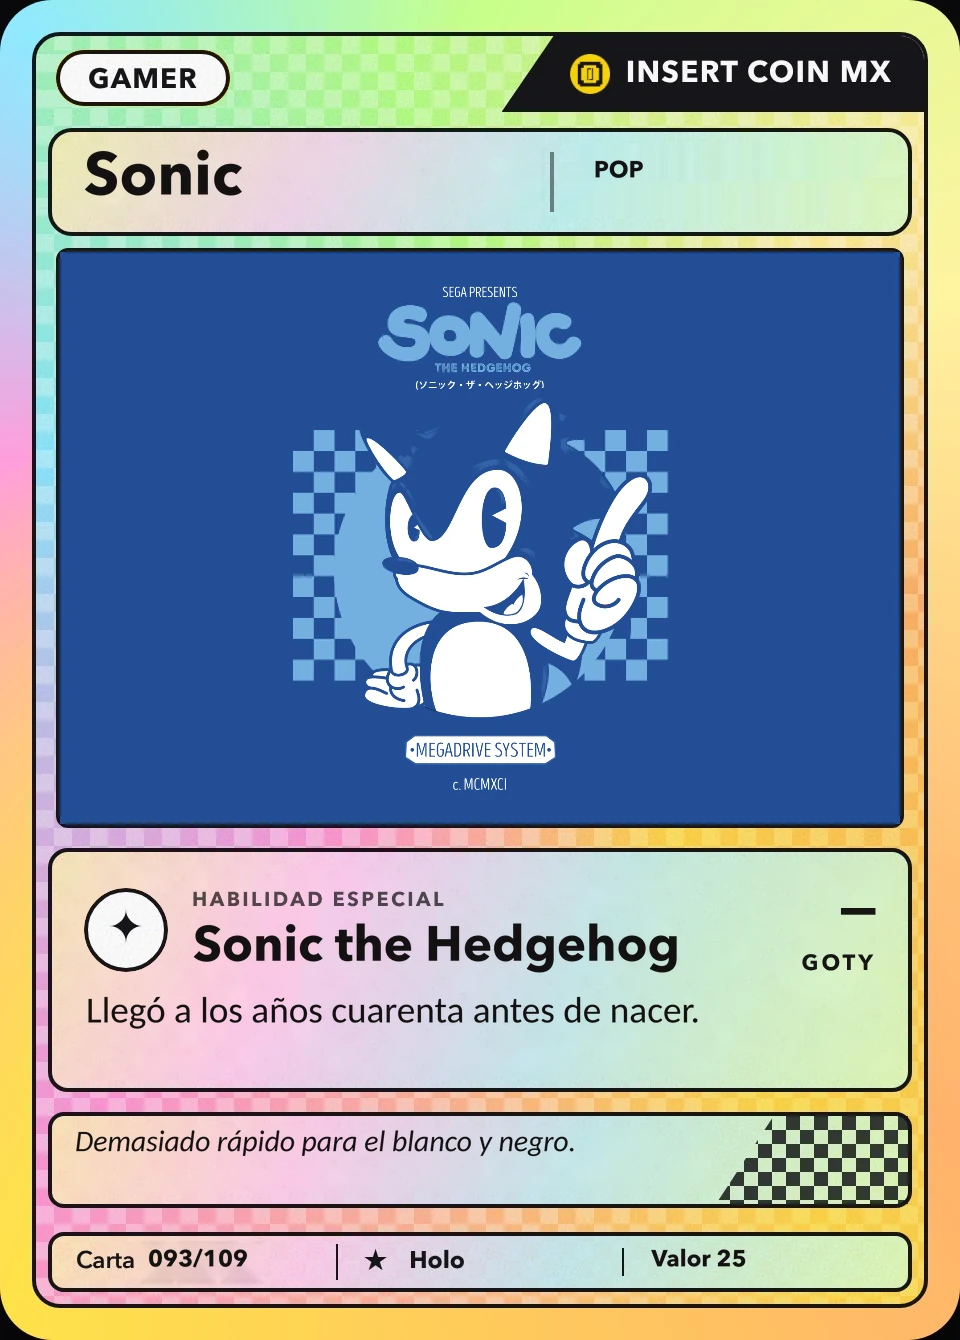 GAMER
INSERT COIN MX
Sonic
POP
SEGA PRESENTS
SONIC
THE HEDGEHOG
(ソニック・ザ・ヘッジホッグ)
•MEGADRIVE SYSTEM•
c. MCMXCI
HABILIDAD ESPECIAL
Sonic the Hedgehog
—
GOTY
Llegó a los años cuarenta antes de nacer.
Demasiado rápido para el blanco y negro.
Carta 093/109
★ Holo
Valor 25